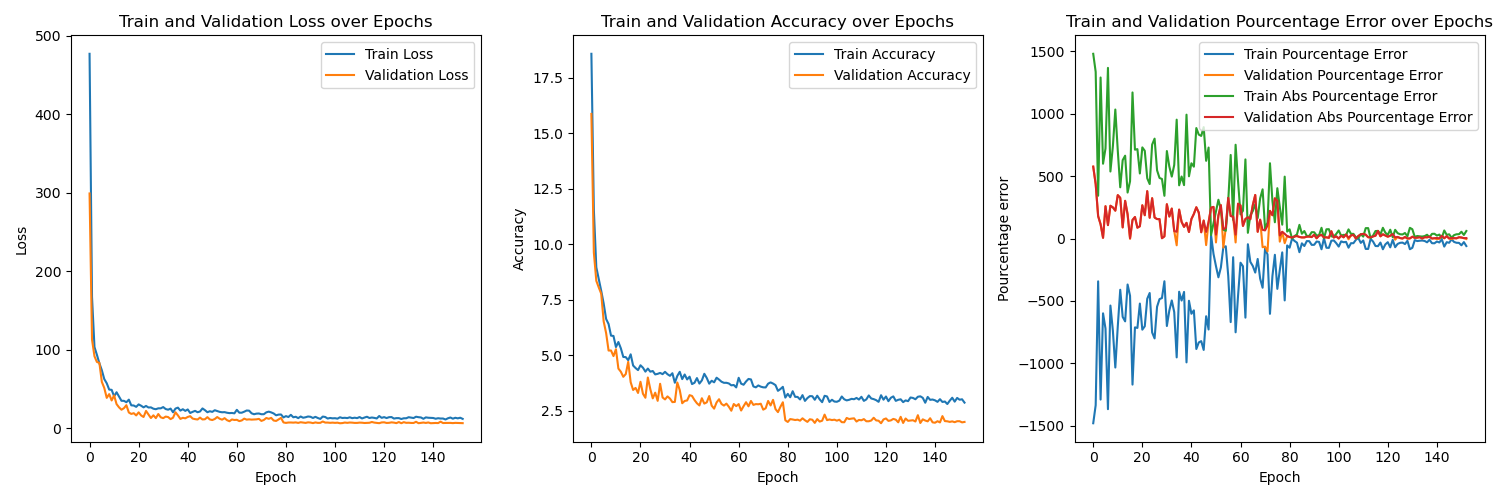 Train and Validation Loss over Epochs
Train Loss
Validation Loss
500
400
300
200
100
0
Loss
0 20 40 60 80 100 120 140
Epoch
Train and Validation Accuracy over Epochs
Train Accuracy
Validation Accuracy
17.5
15.0
12.5
10.0
7.5
5.0
2.5
Accuracy
0 20 40 60 80 100 120 140
Epoch
Train and Validation Pourcentage Error over Epochs
Train Pourcentage Error
Validation Pourcentage Error
Train Abs Pourcentage Error
Validation Abs Pourcentage Error
1500
1000
500
0
−500
−1000
−1500
Pourcentage error
0 20 40 60 80 100 120 140
Epoch